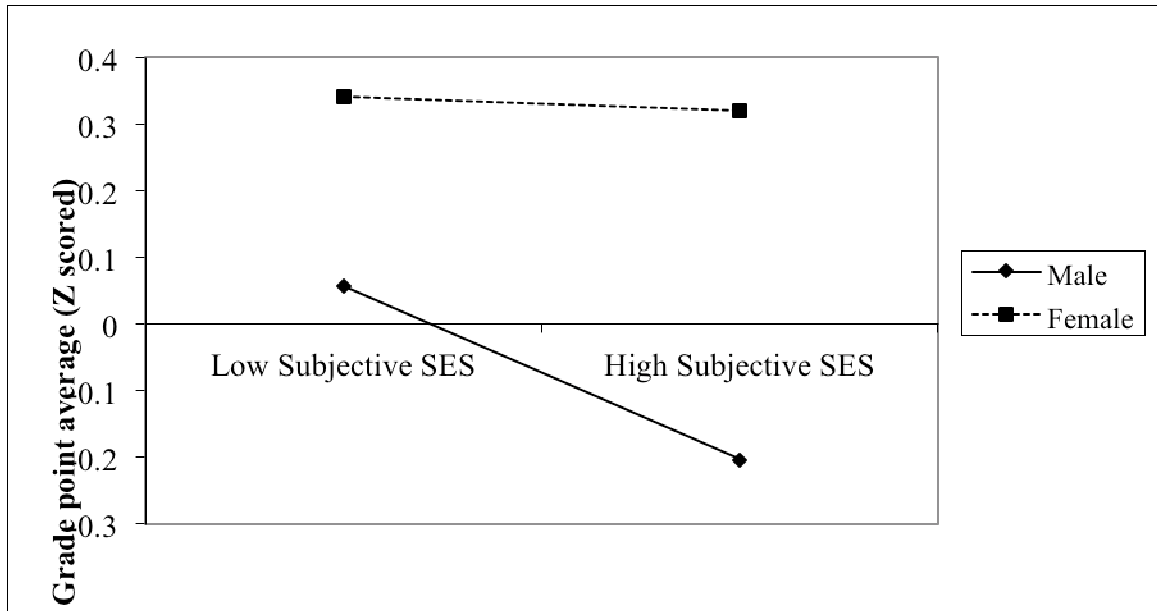 0.4
0.3
0.2
0.1
0
0.1
0.2
0.3
Grade point average (Z scored)
Low Subjective SES
High Subjective SES
Male
Female